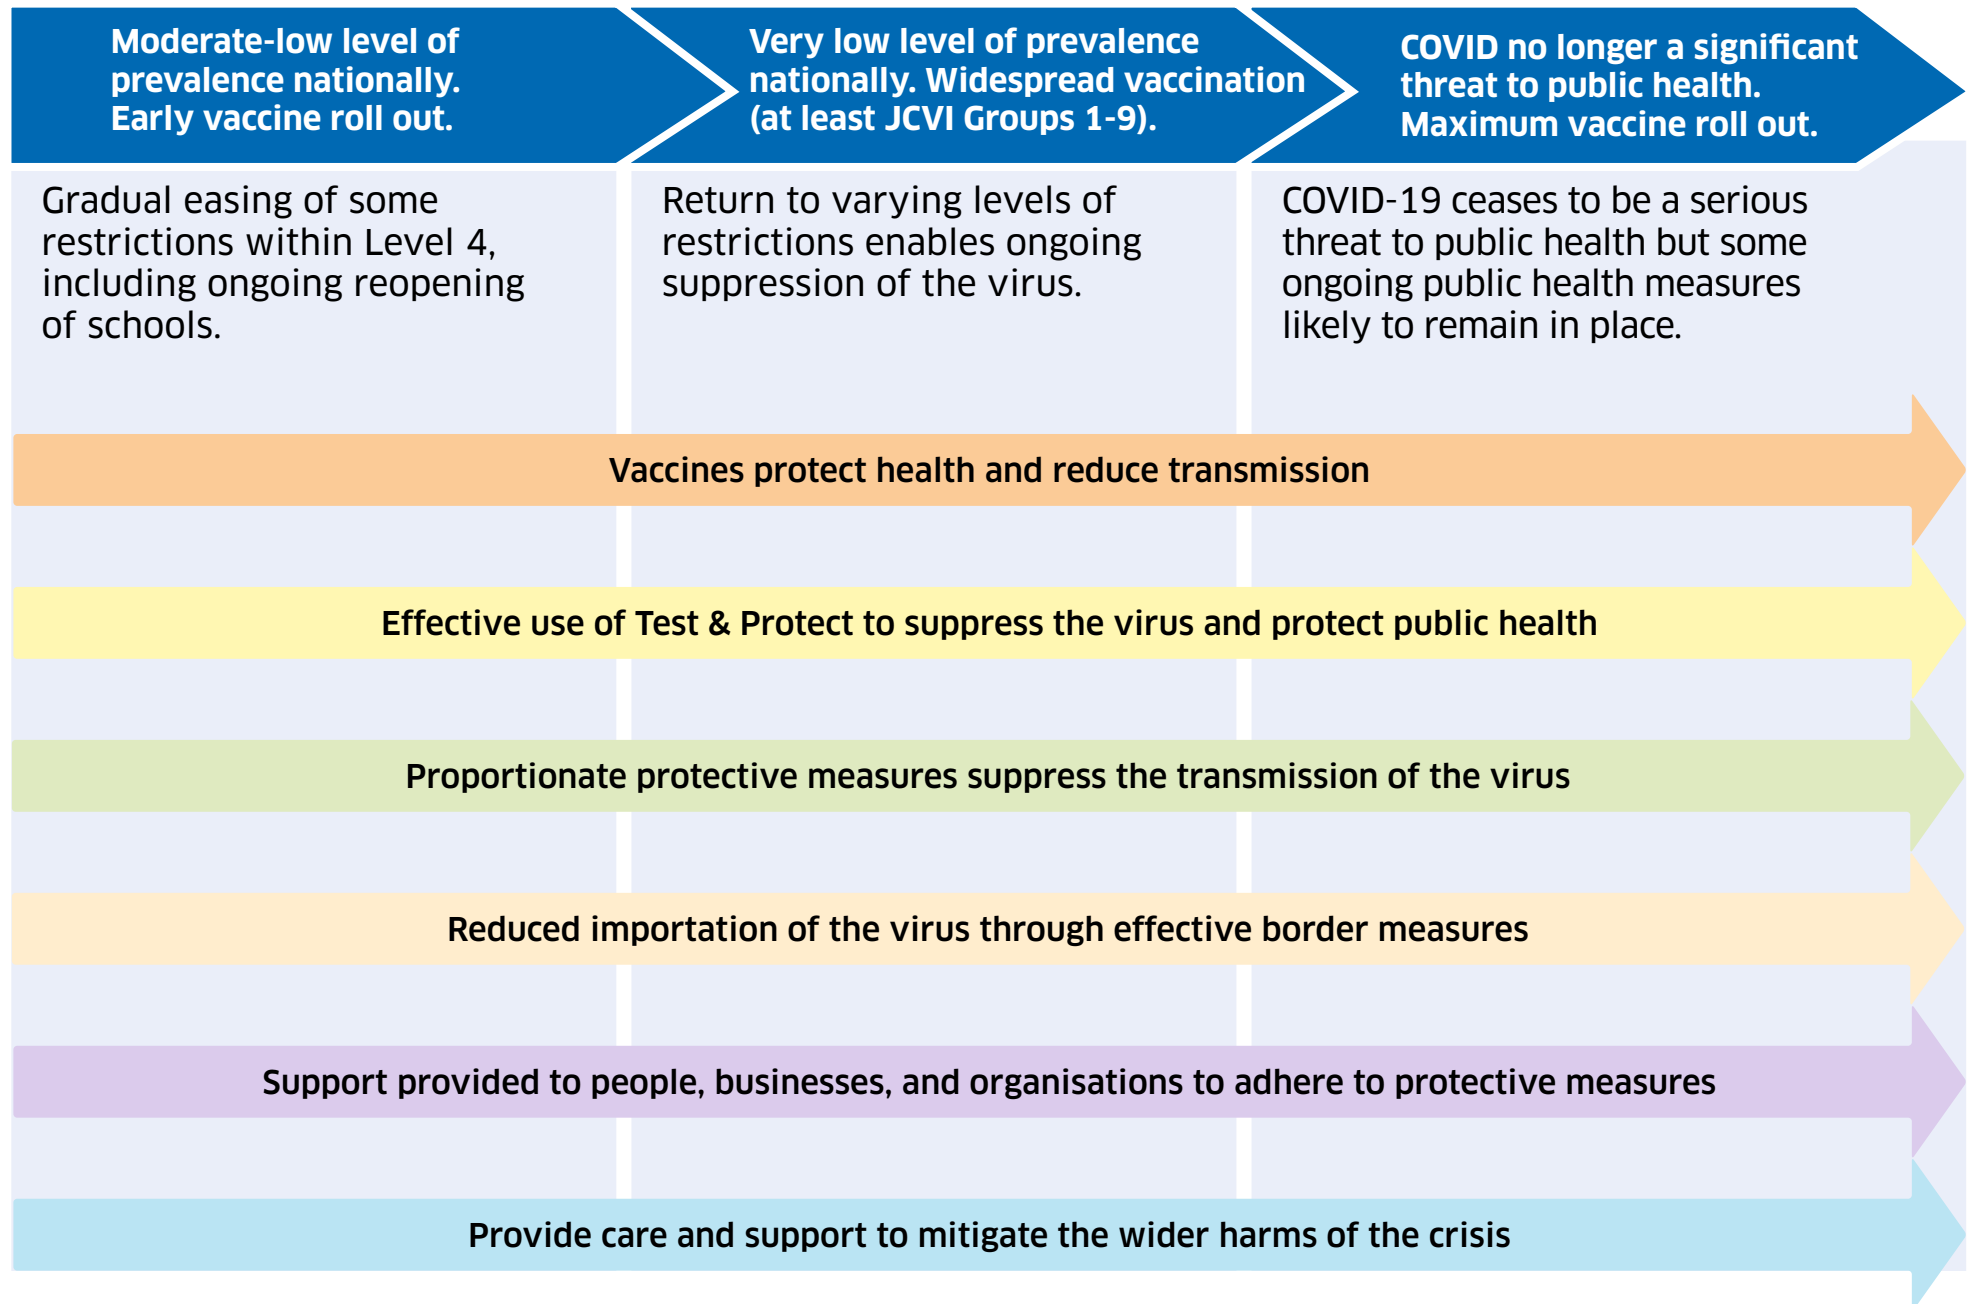 Moderate-low level of
prevalence nationally.
Early vaccine roll out.
Very low level of prevalence
nationally. Widespread vaccination
(at least JCVI Groups 1-9).
COVID no longer a significant
threat to public health.
Maximum vaccine roll out.
Gradual easing of some
restrictions within Level 4,
including ongoing reopening
of schools.
Return to varying levels of
restrictions enables ongoing
suppression of the virus.
COVID-19 ceases to be a serious
threat to public health but some
ongoing public health measures
likely to remain in place.
Vaccines protect health and reduce transmission
Effective use of Test & Protect to suppress the virus and protect public health
Proportionate protective measures suppress the transmission of the virus
Reduced importation of the virus through effective border measures
Support provided to people, businesses, and organisations to adhere to protective measures
Provide care and support to mitigate the wider harms of the crisis